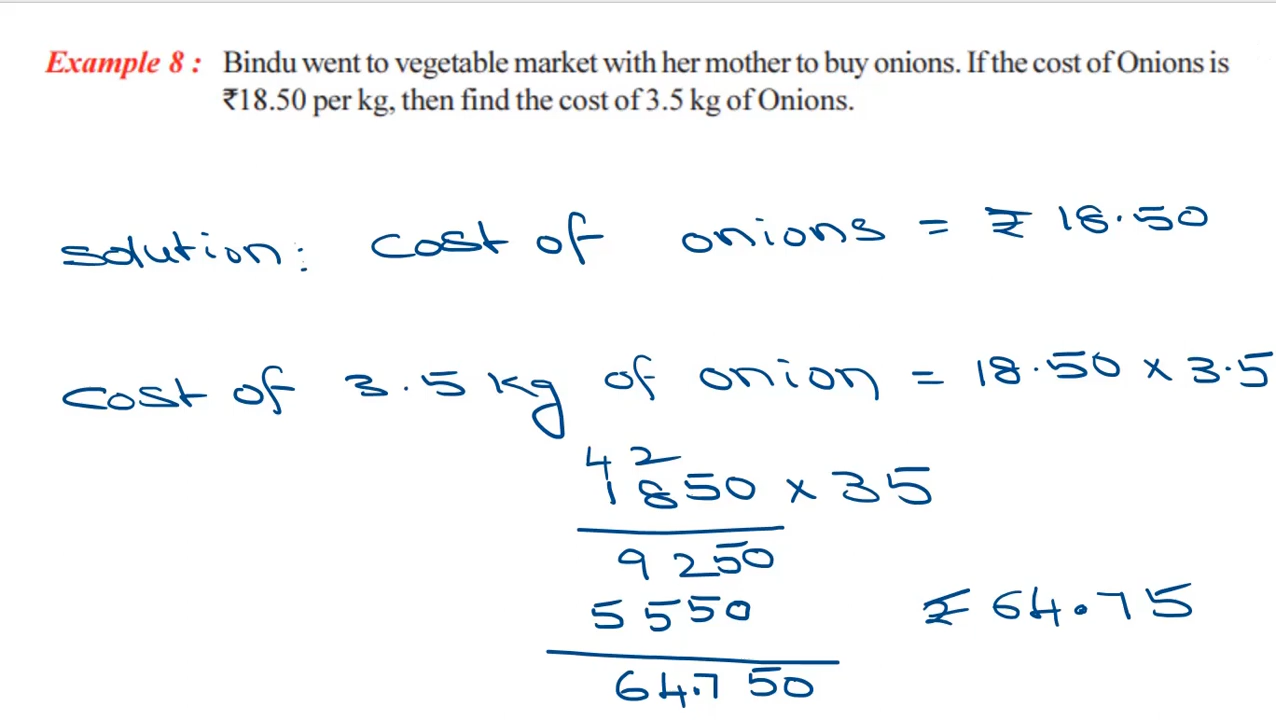 Example 8 : Bindu went to vegetable market with her mother to buy onions. If the cost of Onions is
₹18.50 per kg, then find the cost of 3.5 kg of Onions.
solution: cost of onions = ₹ 18.50
cost of 3.5 kg of onion = 18.50 x 3.5
4 2
1850 x 35
9250
5550
₹ 64.75
64.750